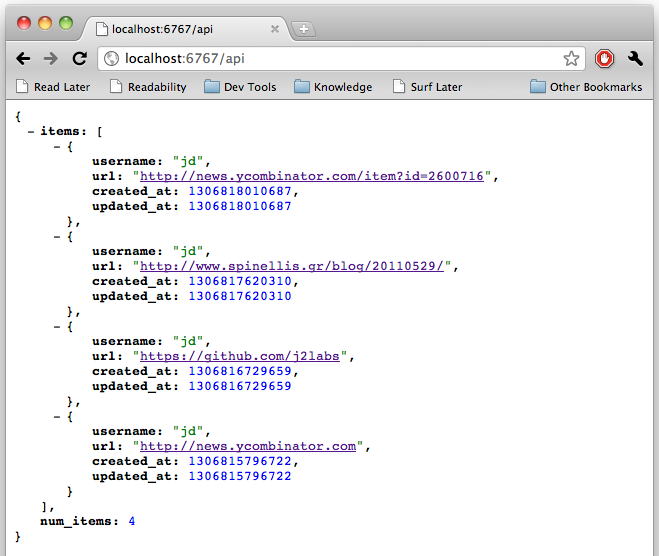 localhost:6767/api
localhost:6767/api
Read Later Readability Dev Tools Knowledge Surf Later Other Bookmarks
{
- items: [
- {
username: "jd",
url: "http://news.ycombinator.com/item?id=2600716",
created_at: 1306818010687,
updated_at: 1306818010687
},
- {
username: "jd",
url: "http://www.spinellis.gr/blog/20110529/",
created_at: 1306817620310,
updated_at: 1306817620310
},
- {
username: "jd",
url: "https://github.com/j2labs",
created_at: 1306816729659,
updated_at: 1306816729659
},
- {
username: "jd",
url: "http://news.ycombinator.com",
created_at: 1306815796722,
updated_at: 1306815796722
}
],
num_items: 4
}